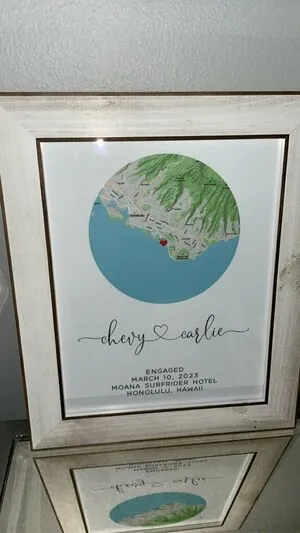 chevy ♡ carlie
ENGAGED
MARCH 10, 2023
MOANA SURFRIDER HOTEL
HONOLULU, HAWAII